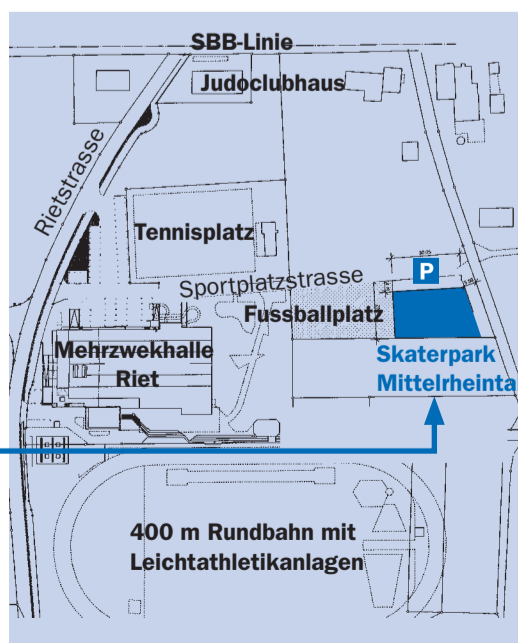 SBB-Linie
Judoclubhaus
Rietstrasse
Tennisplatz
P
Sportplatzstrasse
Fussballplatz
Mehrzwekhalle
Riet
Skaterpark
Mittelrheinta
400 m Rundbahn mit
Leichtathletikanlagen